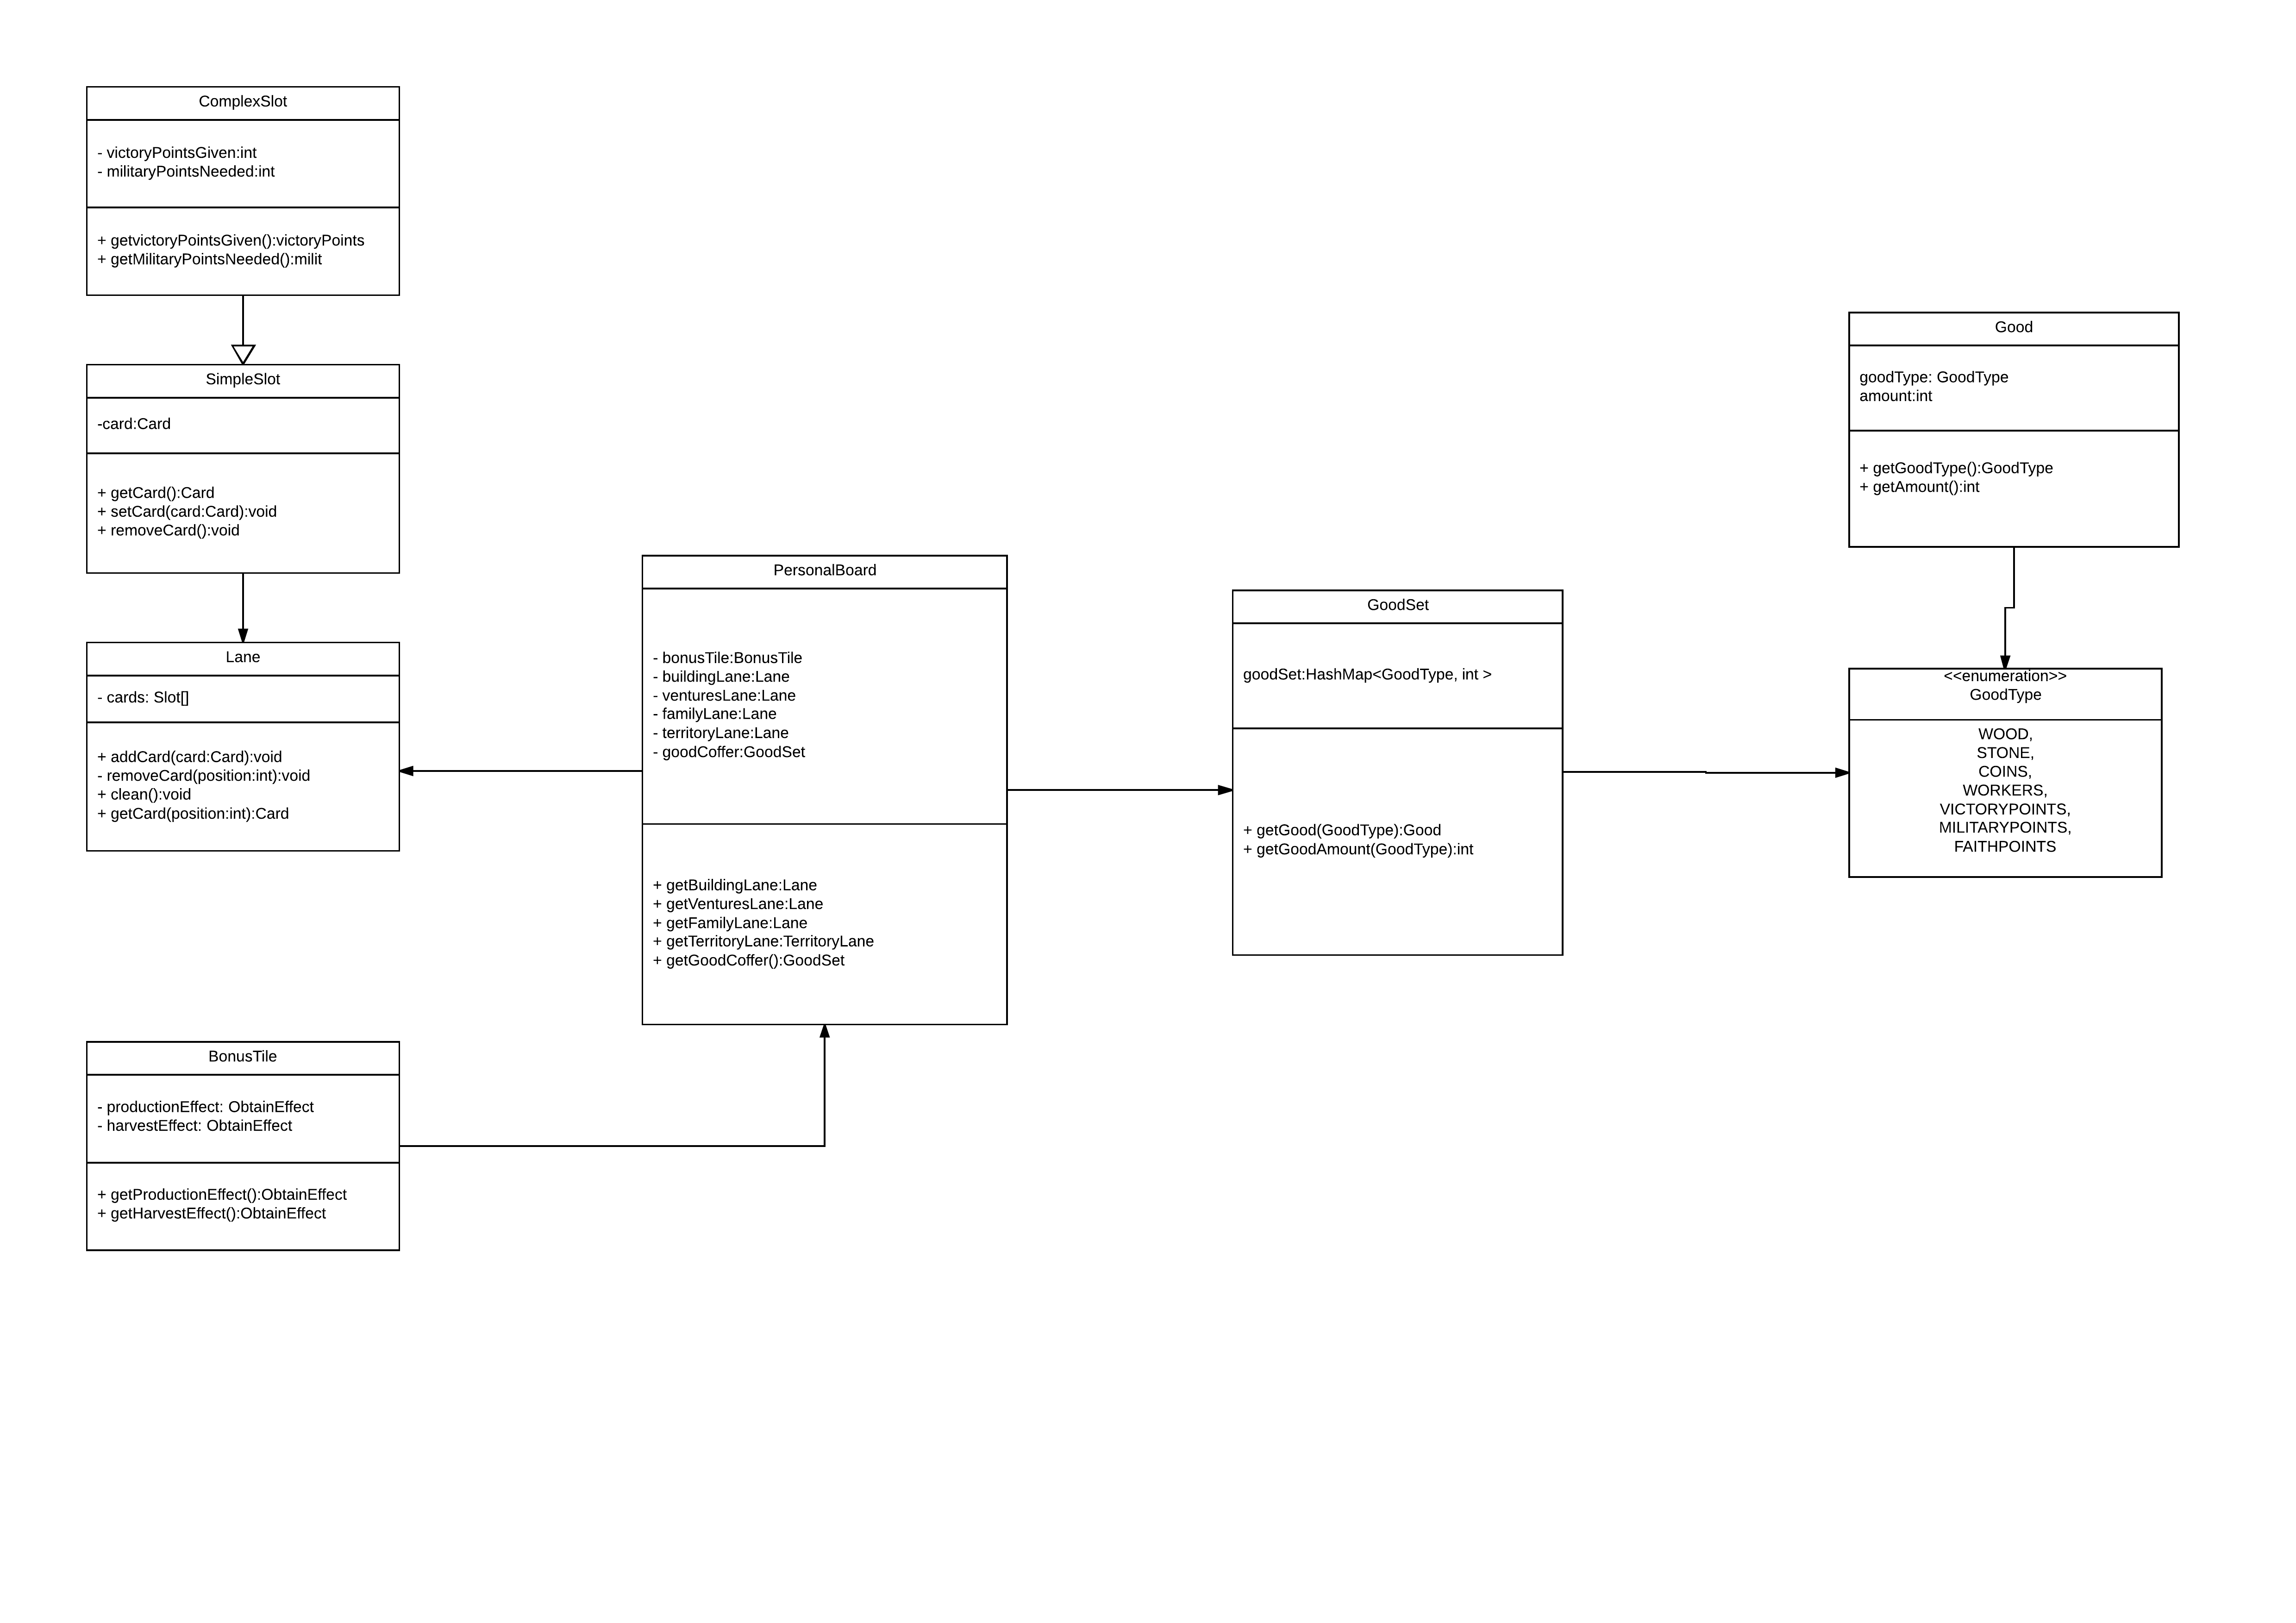 ComplexSlot
- victoryPointsGiven:int
- militaryPointsNeeded:int
+ getvictoryPointsGiven():victoryPoints
+ getMilitaryPointsNeeded():milit
SimpleSlot
-card:Card
+ getCard():Card
+ setCard(card:Card):void
+ removeCard():void
Lane
- cards: Slot[]
+ addCard(card:Card):void
- removeCard(position:int):void
+ clean():void
+ getCard(position:int):Card
BonusTile
- productionEffect: ObtainEffect
- harvestEffect: ObtainEffect
+ getProductionEffect():ObtainEffect
+ getHarvestEffect():ObtainEffect
PersonalBoard
- bonusTile:BonusTile
- buildingLane:Lane
- venturesLane:Lane
- familyLane:Lane
- territoryLane:Lane
- goodCoffer:GoodSet
+ getBuildingLane:Lane
+ getVenturesLane:Lane
+ getFamilyLane:Lane
+ getTerritoryLane:TerritoryLane
+ getGoodCoffer():GoodSet
GoodSet
goodSet:HashMap<GoodType, int >
+ getGood(GoodType):Good
+ getGoodAmount(GoodType):int
Good
goodType: GoodType
amount:int
+ getGoodType():GoodType
+ getAmount():int
<<enumeration>>
GoodType
WOOD,
STONE,
COINS,
WORKERS,
VICTORYPOINTS,
MILITARYPOINTS,
FAITHPOINTS